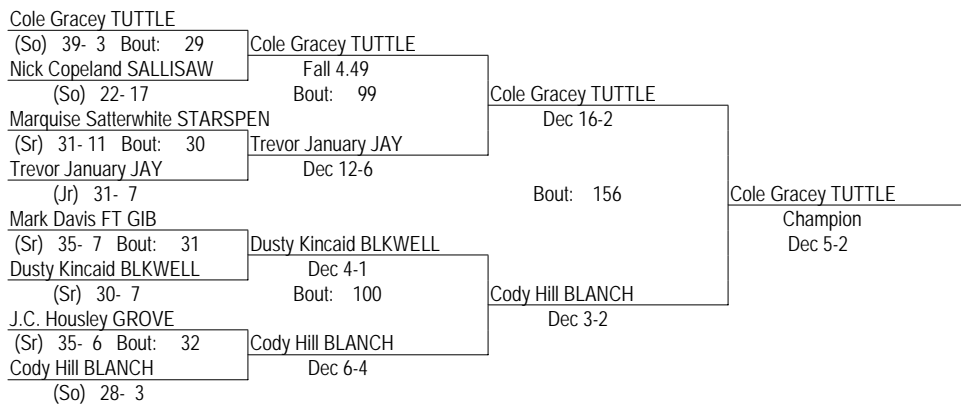 Cole Gracey TUTTLE
(So) 39- 3 Bout: 29
Nick Copeland SALLISAW
(So) 22- 17
Marquise Satterwhite STARSPEN
(Sr) 31- 11 Bout: 30
Trevor January JAY
(Jr) 31- 7
Mark Davis FT GIB
(Sr) 35- 7 Bout: 31
Dusty Kincaid BLKWELL
(Sr) 30- 7
J.C. Housley GROVE
(Sr) 35- 6 Bout: 32
Cody Hill BLANCH
(So) 28- 3
Cole Gracey TUTTLE
Fall 4.49
Bout: 99
Trevor January JAY
Dec 12-6
Dusty Kincaid BLKWELL
Dec 4-1
Bout: 100
Cody Hill BLANCH
Dec 6-4
Cole Gracey TUTTLE
Dec 16-2
Bout: 156
Cody Hill BLANCH
Dec 3-2
Cole Gracey TUTTLE
Champion
Dec 5-2